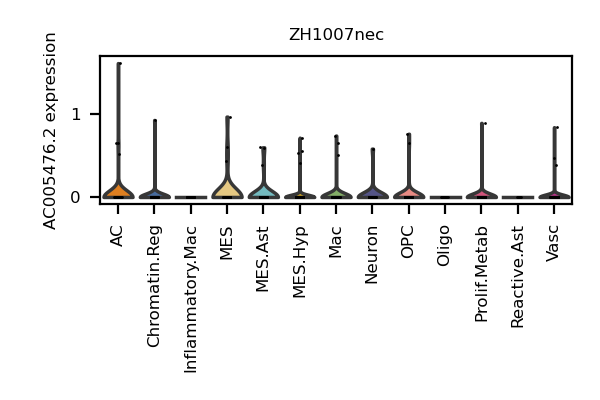 ZH1007nec
AC005476.2 expression
1
0
AC
Chromatin.Reg
Inflammatory.Mac
MES
MES.Ast
MES.Hyp
Mac
Neuron
OPC
Oligo
Prolif.Metab
Reactive.Ast
Vasc